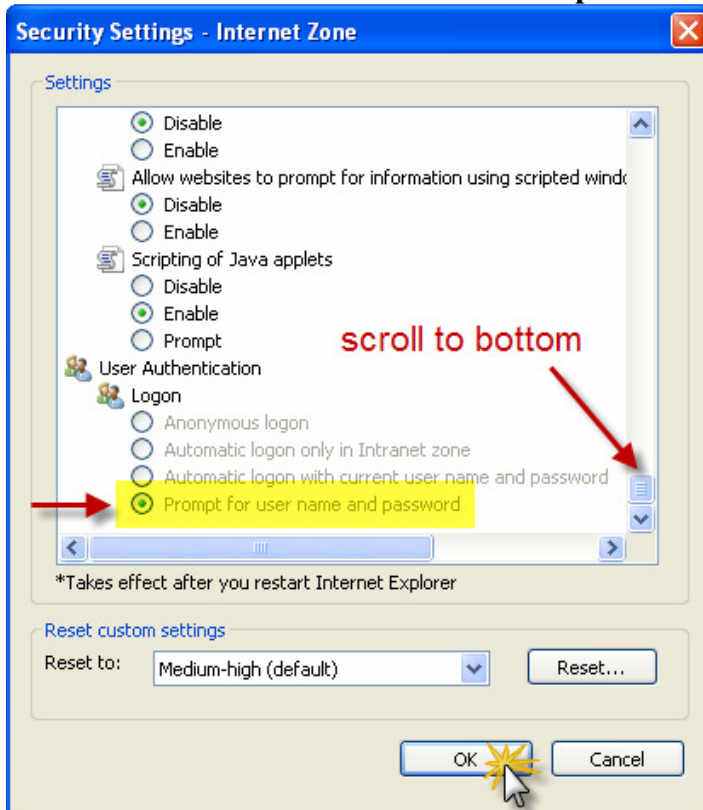 Security Settings - Internet Zone
Settings
Disable
Enable
Allow websites to prompt for information using scripted
Disable
Enable
Scripting of Java applets
Disable
Enable
Prompt
scroll to bottom
User Authentication
Logon
Anonymous logon
Automatic logon only in Intranet zone
Automatic logon with current user name and password
Prompt for user name and password
*Takes effect after you restart Internet Explorer
Reset custom settings
Reset to:
Medium-high (default)
Reset...
OK
Cancel